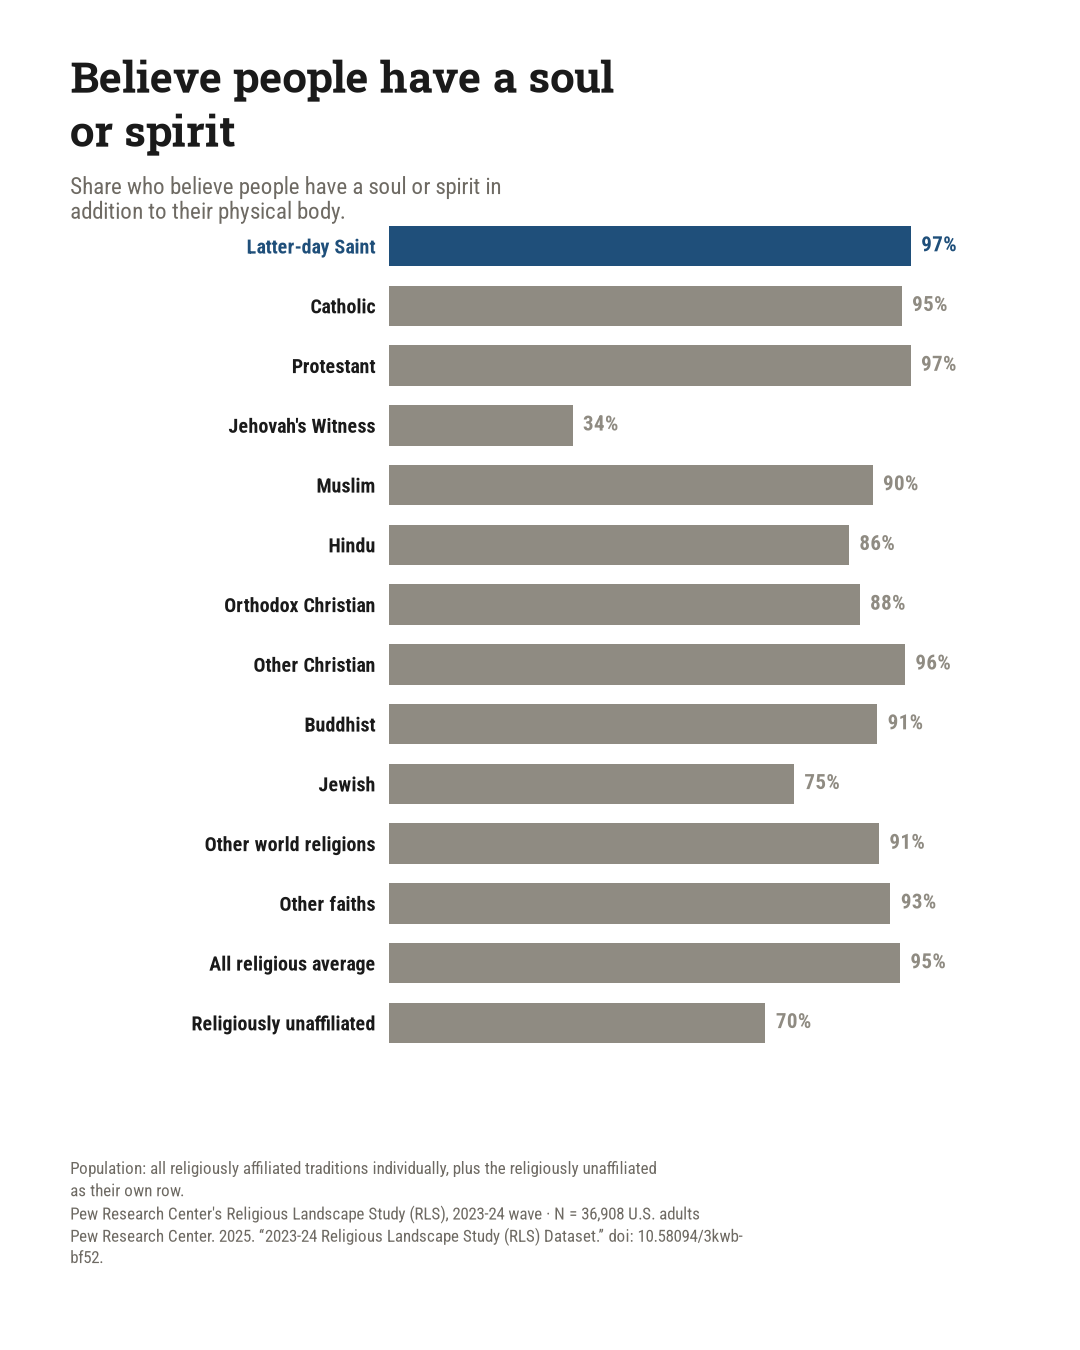 Believe people have a soul
or spirit
Share who believe people have a soul or spirit in
addition to their physical body.
Latter-day Saint 97%
Catholic 95%
Protestant 97%
Jehovah's Witness 34%
Muslim 90%
Hindu 86%
Orthodox Christian 88%
Other Christian 96%
Buddhist 91%
Jewish 75%
Other world religions 91%
Other faiths 93%
All religious average 95%
Religiously unaffiliated 70%
Population: all religiously affiliated traditions individually, plus the religiously unaffiliated
as their own row.
Pew Research Center's Religious Landscape Study (RLS), 2023-24 wave · N = 36,908 U.S. adults
Pew Research Center. 2025. “2023-24 Religious Landscape Study (RLS) Dataset.” doi: 10.58094/3kwb-
bf52.